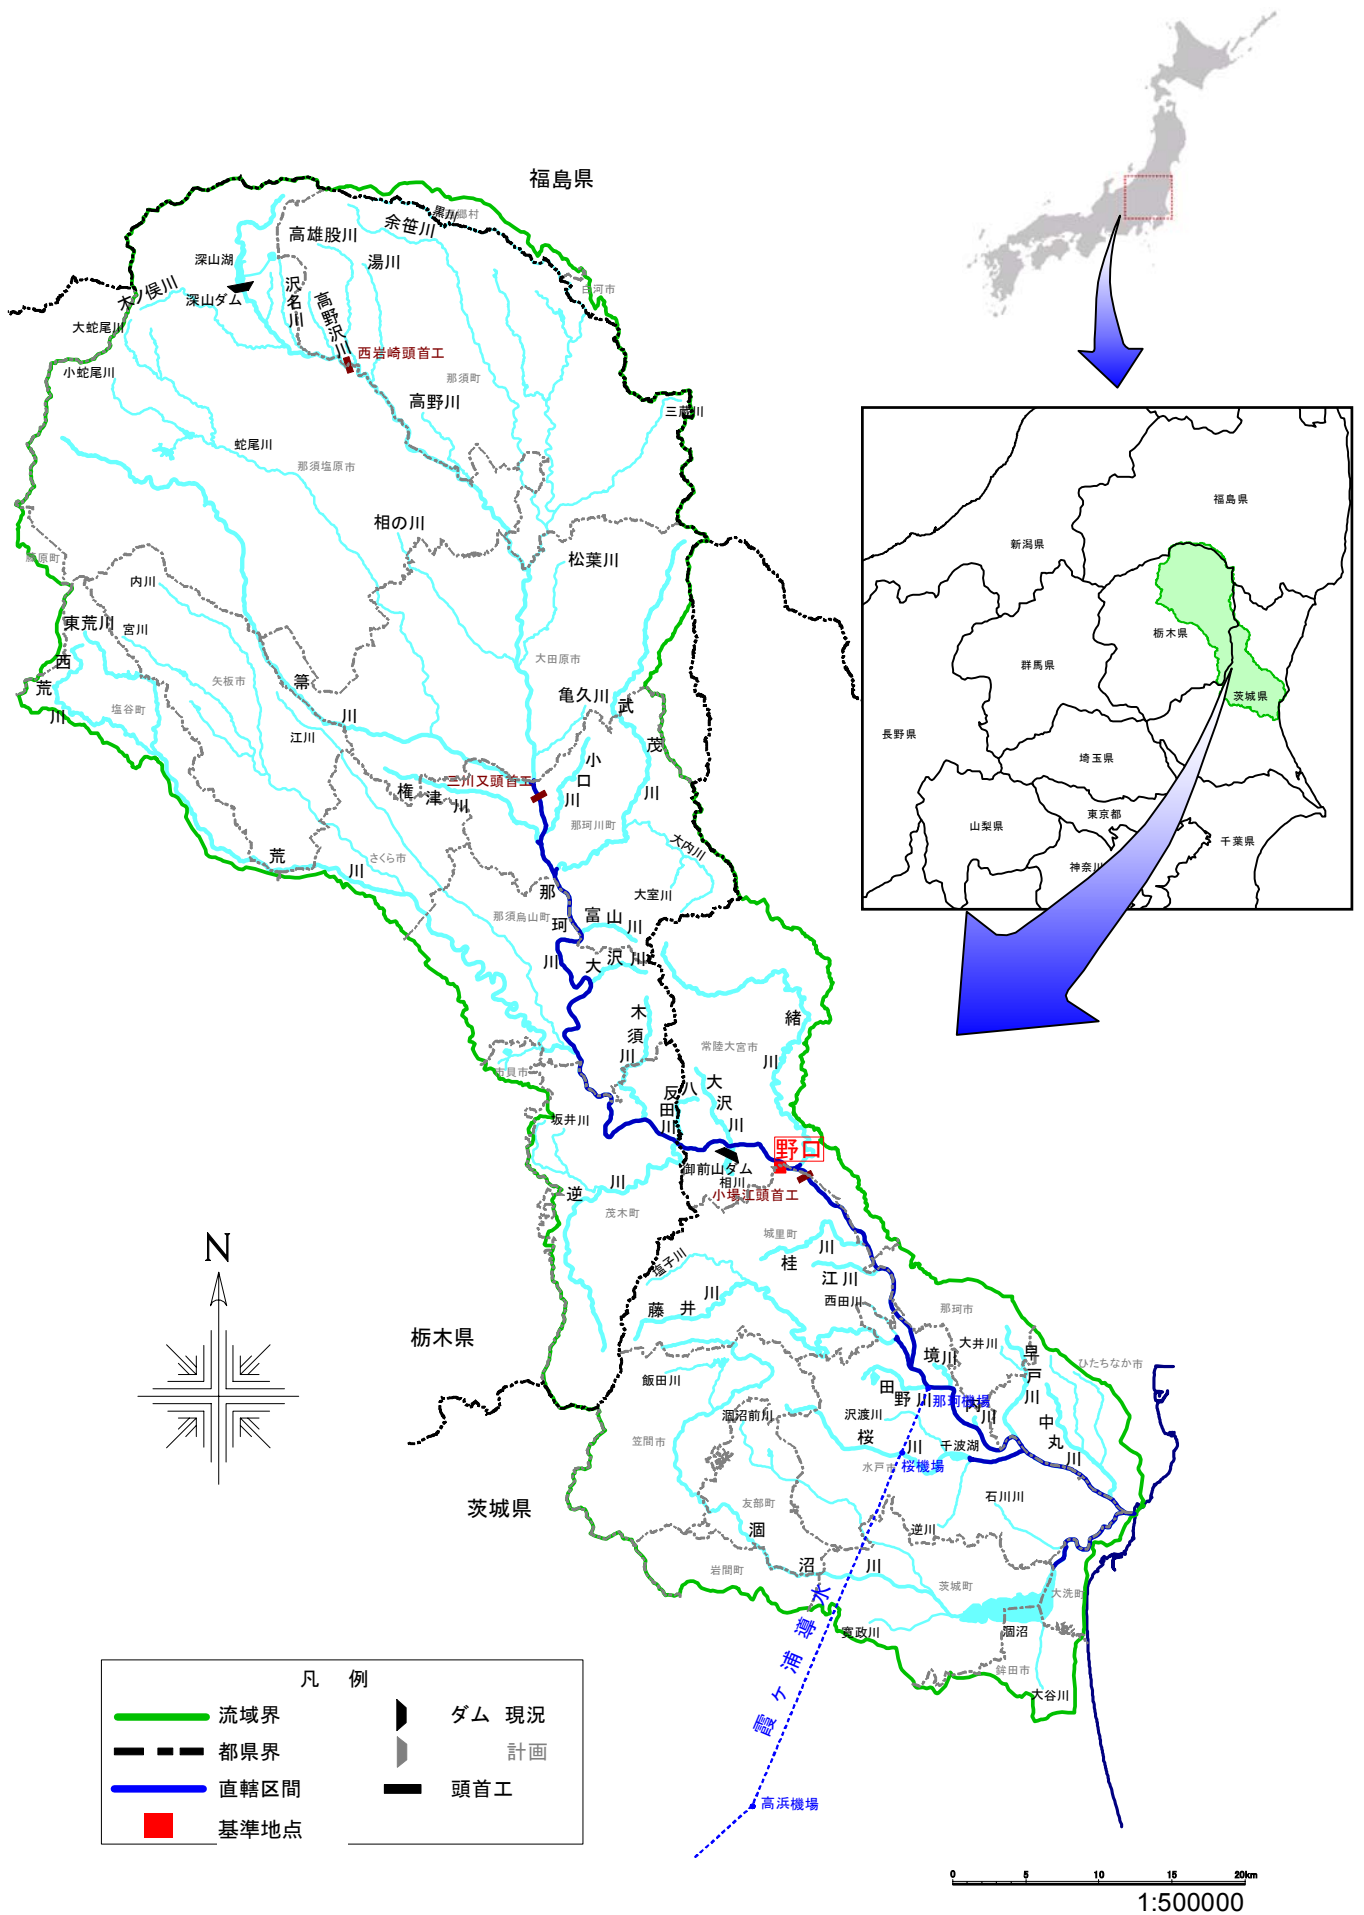 福島県
黒川
西郷村
余笹川
高雄股川
湯川
深山湖
白河市
木ノ俣川
深山ダム
沢名川
高野沢川
大蛇尾川
西岩崎頭首工
小蛇尾川
那須町
高野川
三蔵川
蛇尾川
那須塩原市
相の川
松葉川
藤原町
内川
東荒川
宮川
大田原市
西荒川
矢板市
箒川
亀久川
武茂川
塩谷町
江川
小口川
三川又頭首工
権津川
那珂川町
大内川
荒川
さくら市
大室川
那珂川
那須烏山町
富山川
大沢川
木須川
緒川
常陸大宮市
市貝市
八反田川
大沢川
坂井川
野口
御前山ダム
相川
小場江頭首工
逆川
茂木町
城里町
桂川
塩子川
江川
西田川
藤井川
那珂市
大井川
早戸川
ひたちなか市
境川
栃木県
飯田川
田野川
那珂機場
内川
中丸川
涸沼前川
沢渡川
桜川
千波湖
笠間市
水戸市
桜機場
茨城県
友部町
石川川
逆川
涸沼川
岩間町
茨城町
大洗町
寛政川
涸沼
鉾田市
大谷川
霞ヶ浦導水
高浜機場
N
凡 例
流域界
都県界
直轄区間
基準地点
ダム 現況
計画
頭首工
福島県
新潟県
栃木県
群馬県
茨城県
長野県
埼玉県
東京都
山梨県
千葉県
神奈川
0 5 10 15 20km
1:500000